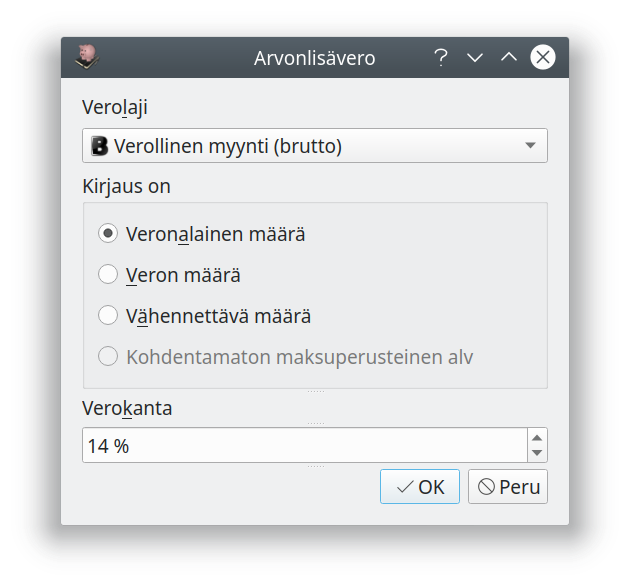 Arvonlisävero
Verolaji
B Verollinen myynti (brutto)
Kirjaus on
Veronalainen määrä
Veron määrä
Vähennettävä määrä
Kohdentamaton maksuperusteinen alv
Verokanta
14 %
OK Peru